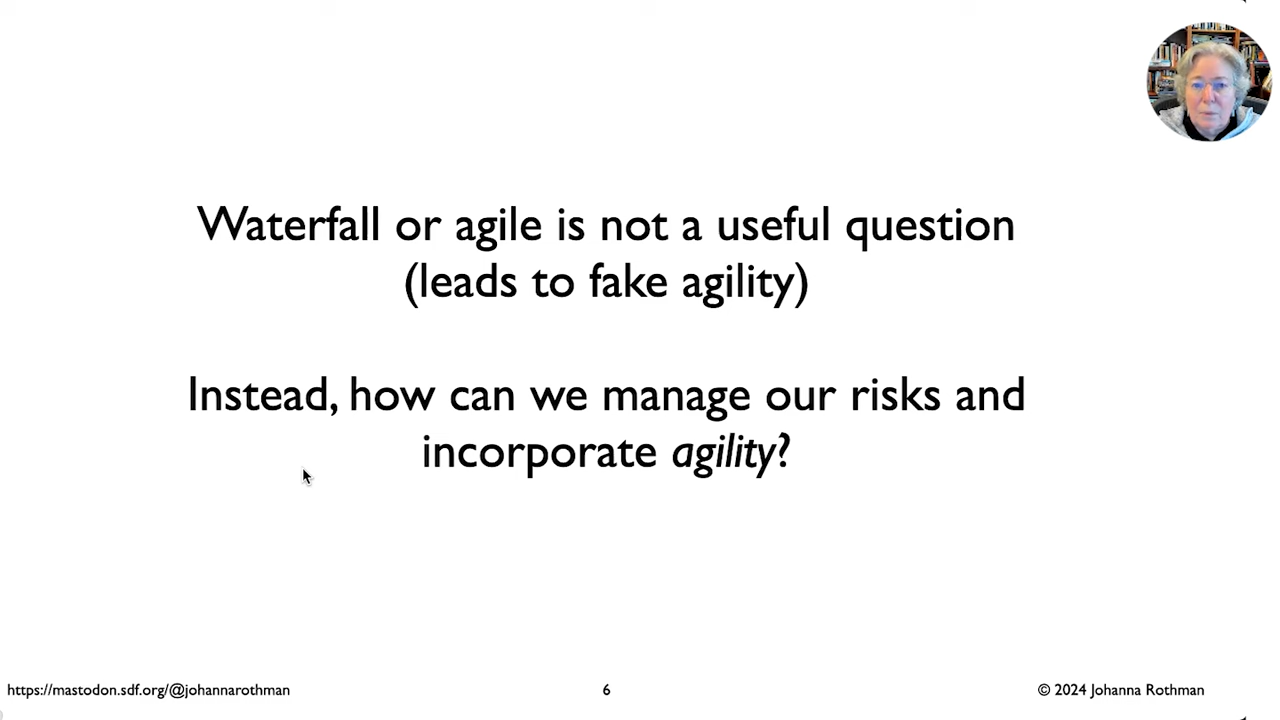 Waterfall or agile is not a useful question
(leads to fake agility)
Instead, how can we manage our risks and
incorporate agility?
https://mastodon.sdf.org/@johannarothman
6
© 2024 Johanna Rothman